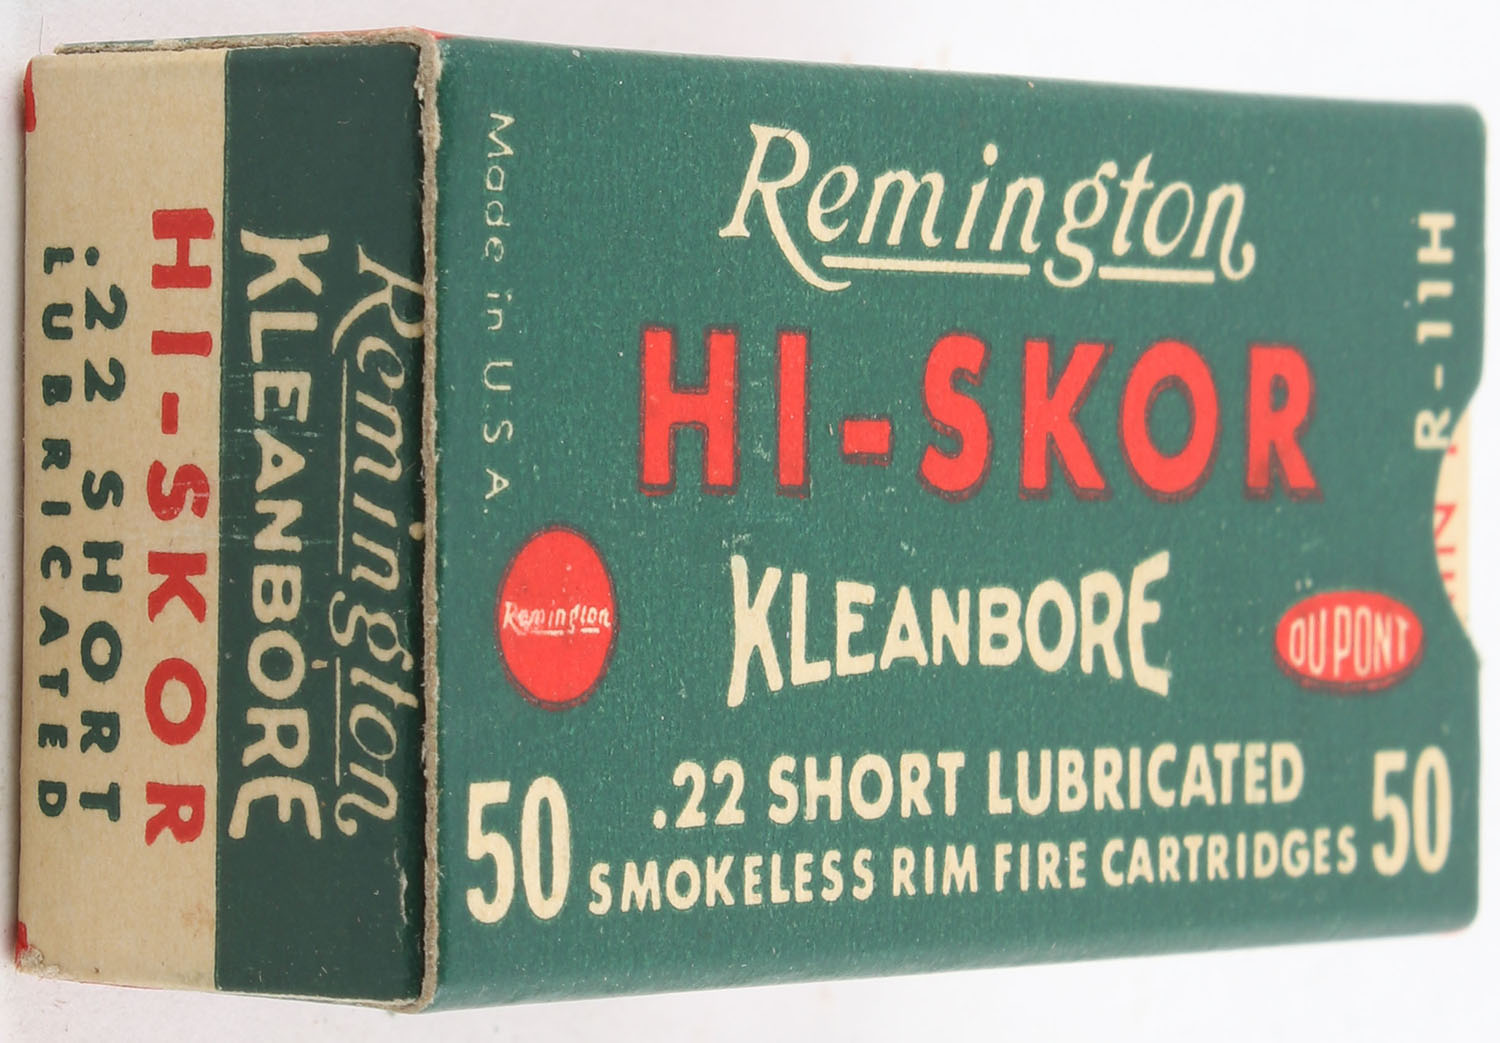 Remington
HI-SKOR
KLEANBORE
.22 SHORT LUBRICATED
SMOKELESS RIM FIRE CARTRIDGES
50
50
Made in U.S.A.
Remington
DU PONT
R-11H
Remington
KLEANBORE
HI-SKOR
.22 SHORT
LUBRICATED